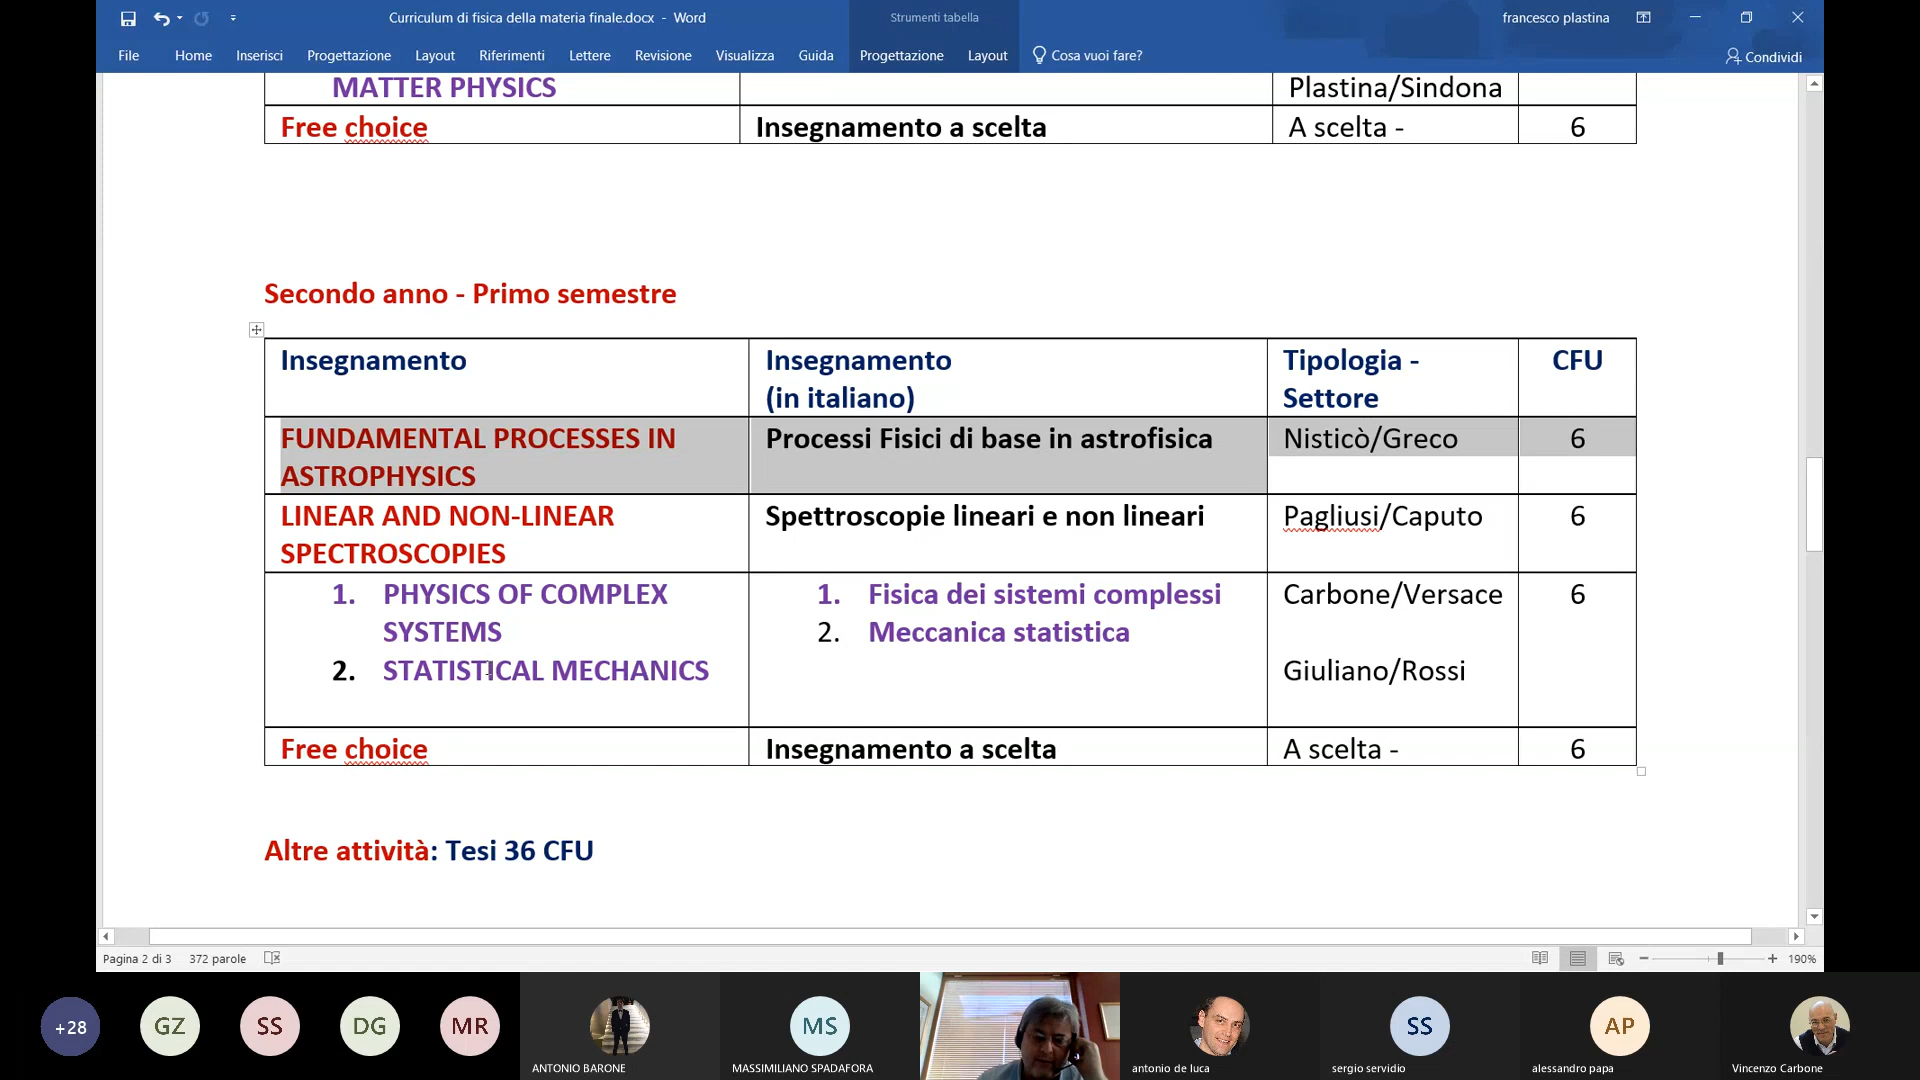 Curriculum di fisica della materia finale.docx - Word
Strumenti tabella
francesco plastina
File Home Inserisci Progettazione Layout Riferimenti Lettere Revisione Visualizza Guida Progettazione Layout Cosa vuoi fare? Condividi
MATTER PHYSICS Plastina/Sindona
Free choice Insegnamento a scelta A scelta - 6
Secondo anno - Primo semestre
Insegnamento Insegnamento Tipologia - CFU
(in italiano) Settore
FUNDAMENTAL PROCESSES IN Processi Fisici di base in astrofisica Nisticò/Greco 6
ASTROPHYSICS
LINEAR AND NON-LINEAR Spettroscopie lineari e non lineari Pagliusi/Caputo 6
SPECTROSCOPIES
1. PHYSICS OF COMPLEX 1. Fisica dei sistemi complessi Carbone/Versace 6
SYSTEMS 2. Meccanica statistica
2. STATISTICAL MECHANICS Giuliano/Rossi
Free choice Insegnamento a scelta A scelta - 6
Altre attività: Tesi 36 CFU
Pagina 2 di 3 372 parole 190%
+28 GZ SS DG MR MS SS AP
ANTONIO BARONE MASSIMILIANO SPADAFORA antonio de luca sergio servidio alessandro papa Vincenzo Carbone